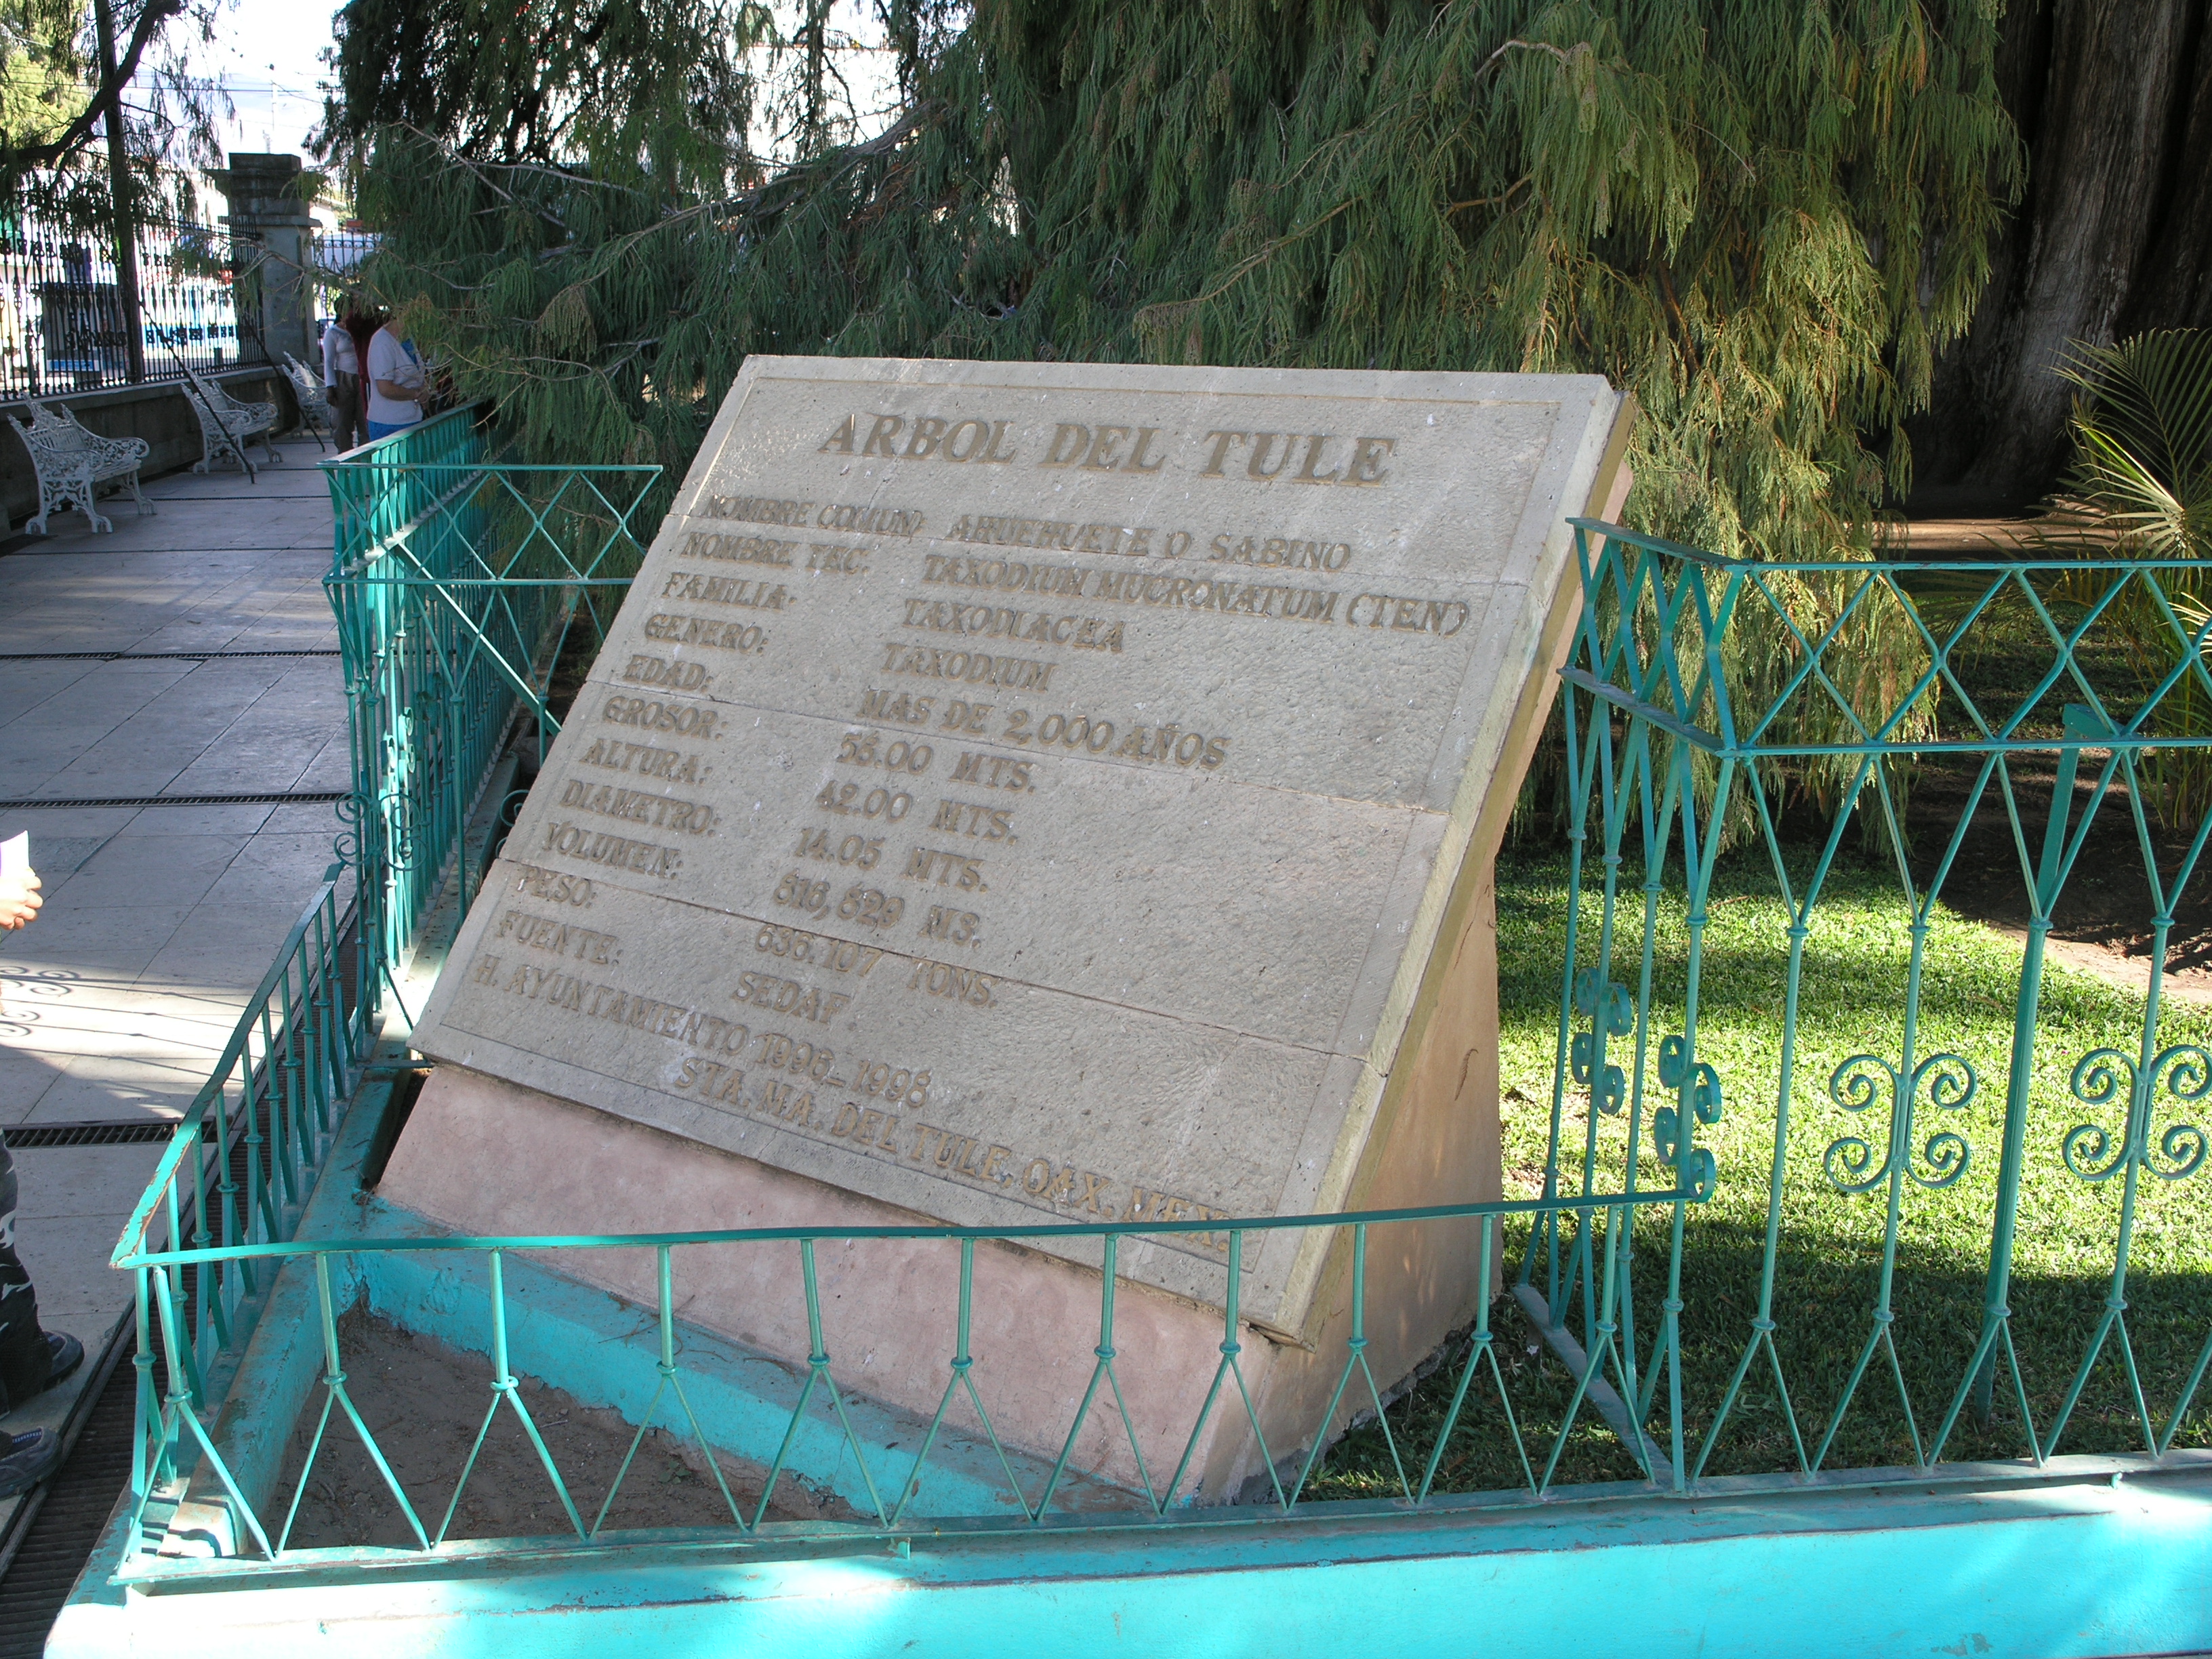 ARBOL DEL TULE
NOMBRE COMUN: AHUEHUETE O SABINO
NOMBRE TEC. TAXODIUM MUCRONATUM (TEN)
FAMILIA: TAXODIACEA
GENERO: TAXODIUM
EDAD: MAS DE 2,000 AÑOS
GROSOR: 58.00 MTS.
ALTURA: 42.00 MTS.
DIAMETRO: 14.05 MTS.
VOLUMEN: 816,829 M3.
PESO: 636.107 TONS.
FUENTE: SEDAF
H. AYUNTAMIENTO 1996-1998
STA. MA. DEL TULE, OAX. MEX.